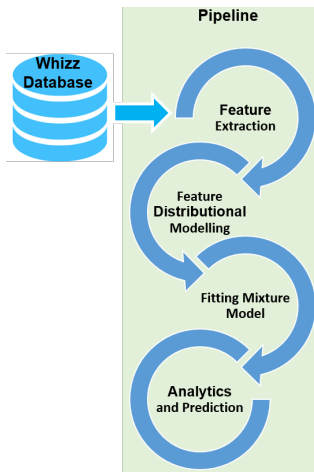 Pipeline
Whizz
Database
Feature
Extraction
Feature
Distributional
Modelling
Fitting Mixture
Model
Analytics
and Prediction